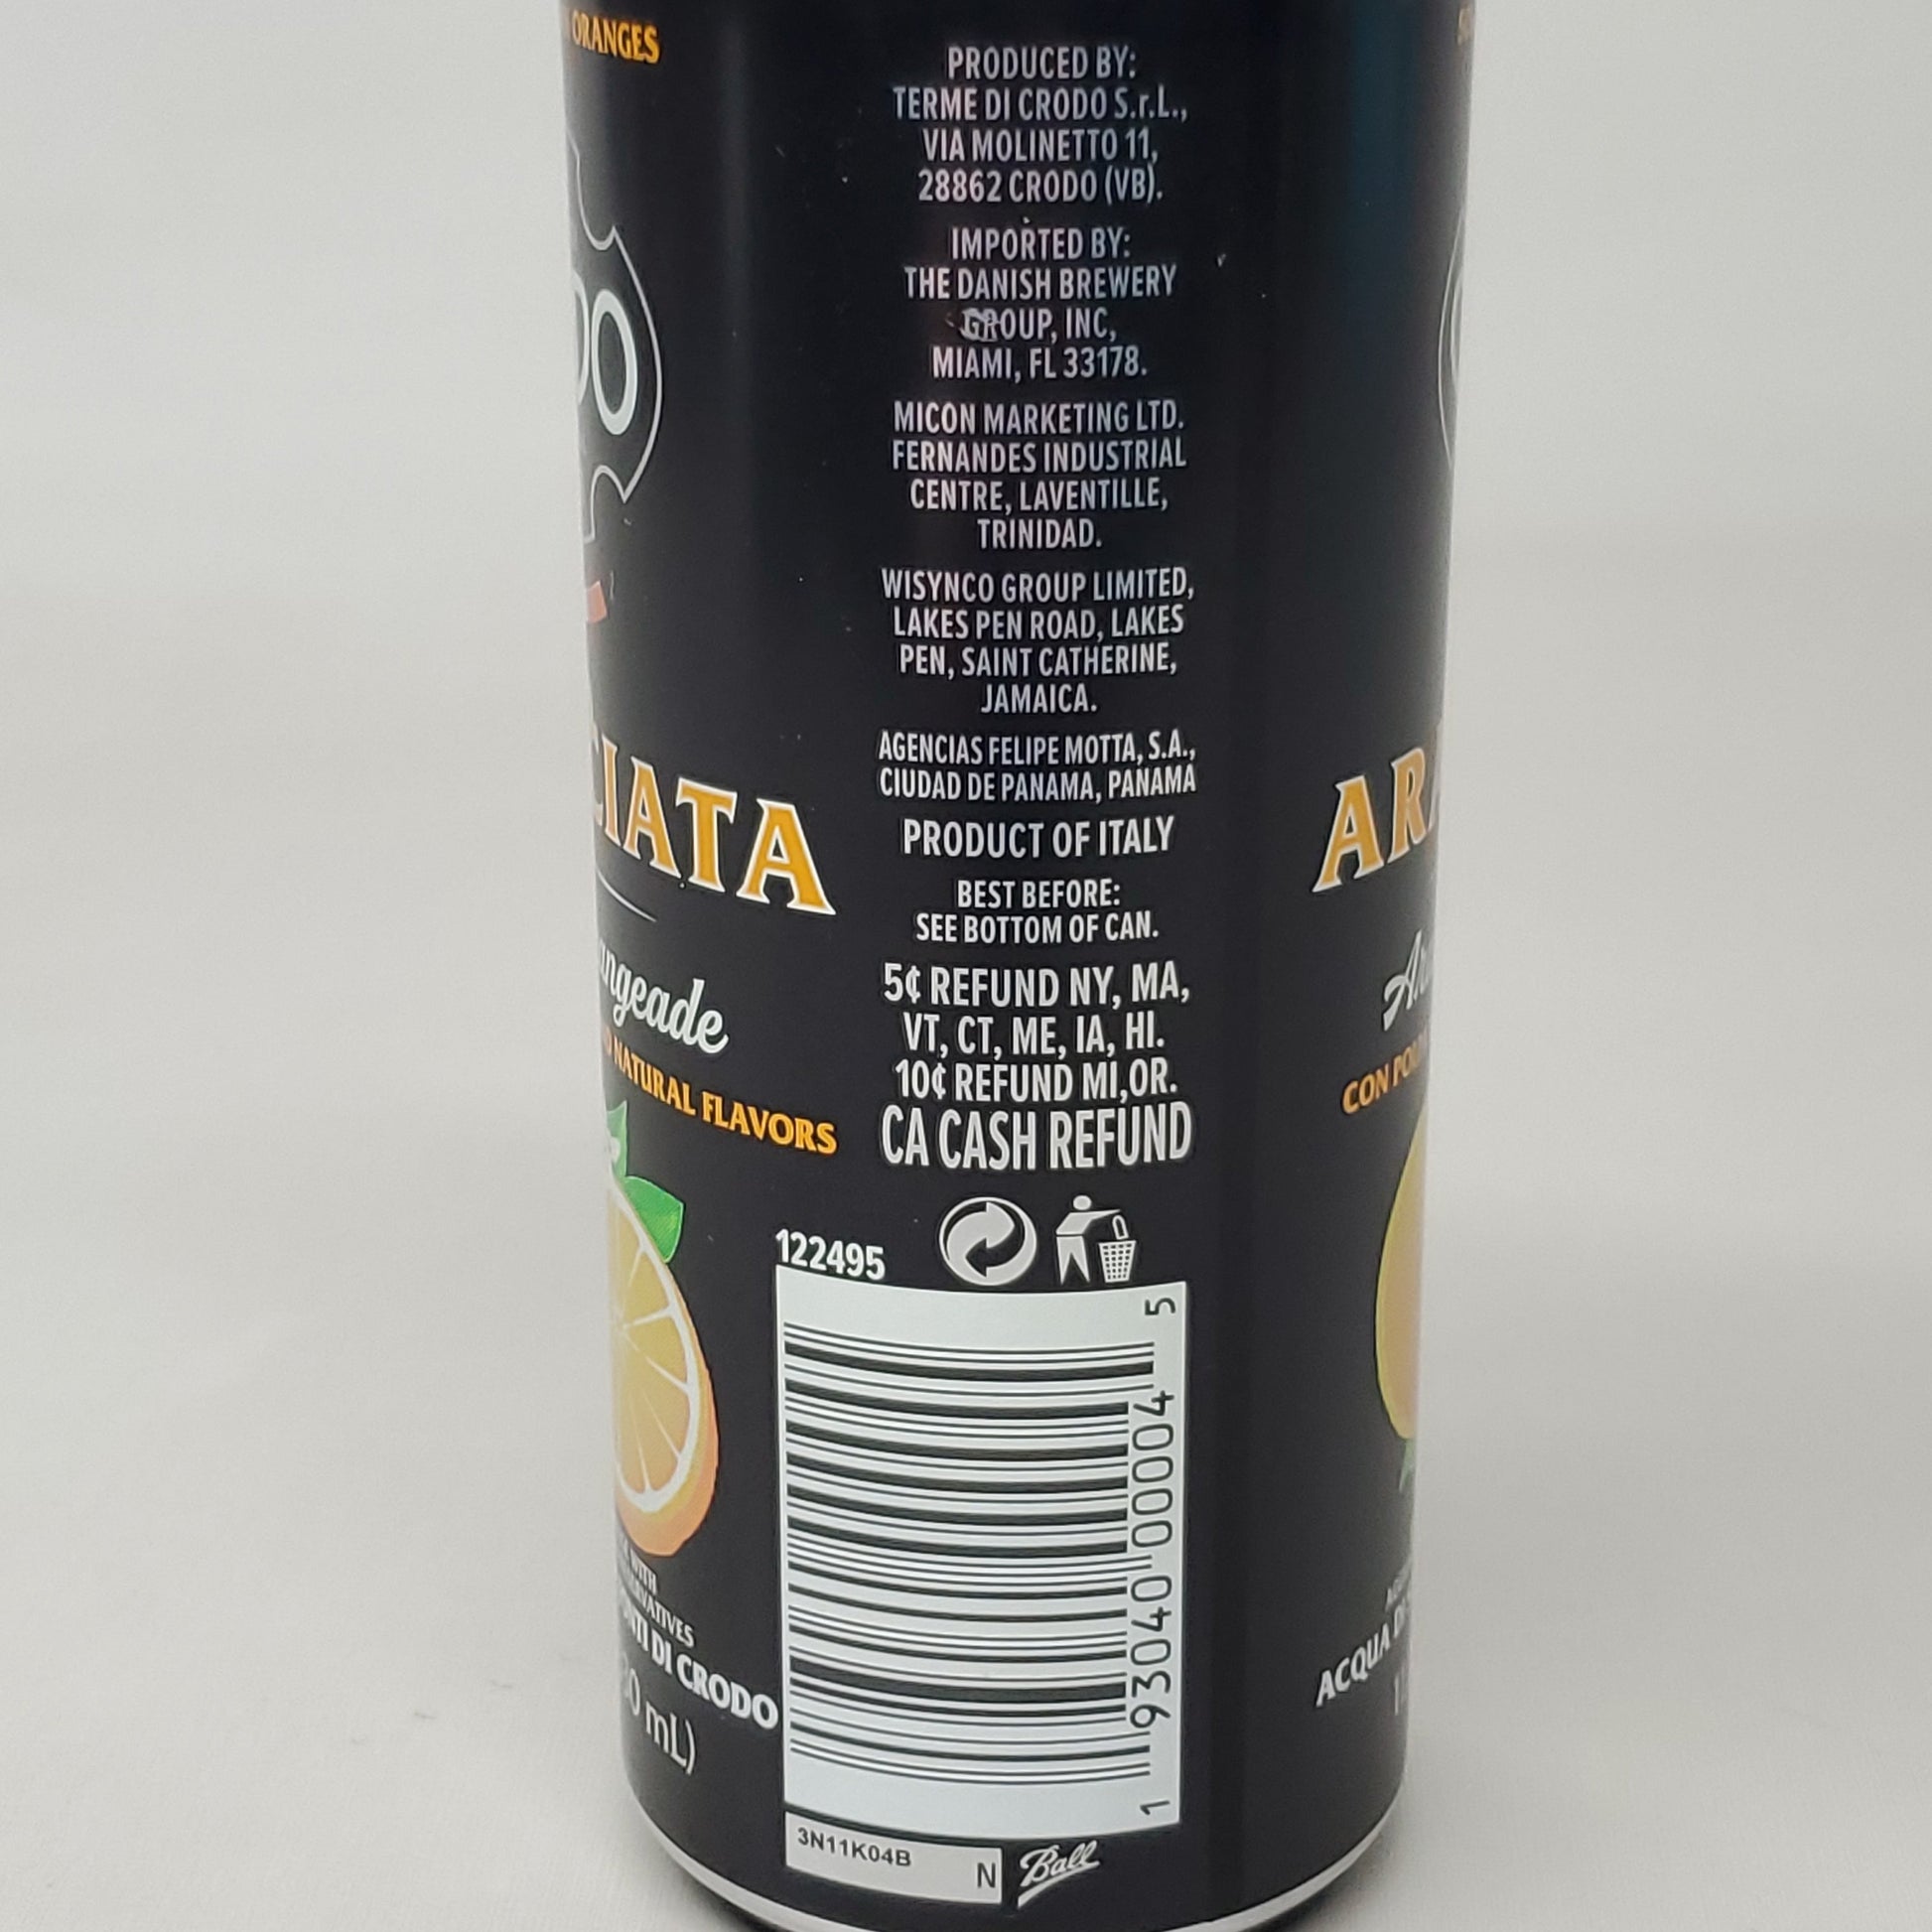 ORANGES
CIATA
ngeade
NATURAL FLAVORS
WITH
DI CRODO
mL)
PRODUCED BY:
TERME DI CRODO S.r.L.,
VIA MOLINETTO 11,
28862 CRODO (VB).
IMPORTED BY:
THE DANISH BREWERY
GROUP, INC,
MIAMI, FL 33178.
MICON MARKETING LTD.
FERNANDES INDUSTRIAL
CENTRE, LAVENTILLE,
TRINIDAD.
WISYNCO GROUP LIMITED,
LAKES PEN ROAD, LAKES
PEN, SAINT CATHERINE,
JAMAICA.
AGENCIAS FELIPE MOTTA, S.A.,
CIUDAD DE PANAMA, PANAMA
PRODUCT OF ITALY
BEST BEFORE:
SEE BOTTOM OF CAN.
5¢ REFUND NY, MA,
VT, CT, ME, IA, HI.
10¢ REFUND MI,OR.
CA CASH REFUND
122495
1 93040 00004 5
3N11K04B
N
Ball
AR
CON
ACQUA